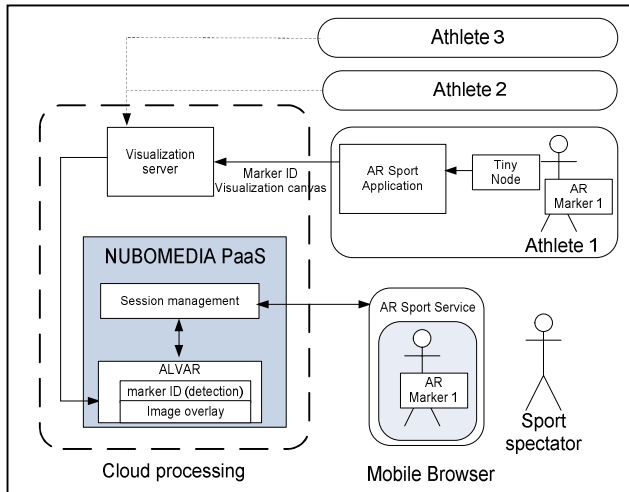 Athlete 3
Athlete 2
Visualization
server
Marker ID
Visualization canvas
AR Sport
Application
Tiny
Node
AR
Marker 1
Athlete 1
NUBOMEDIA PaaS
Session management
ALVAR
marker ID (detection)
Image overlay
Cloud processing
AR Sport Service
AR
Marker 1
Mobile Browser
Sport
spectator